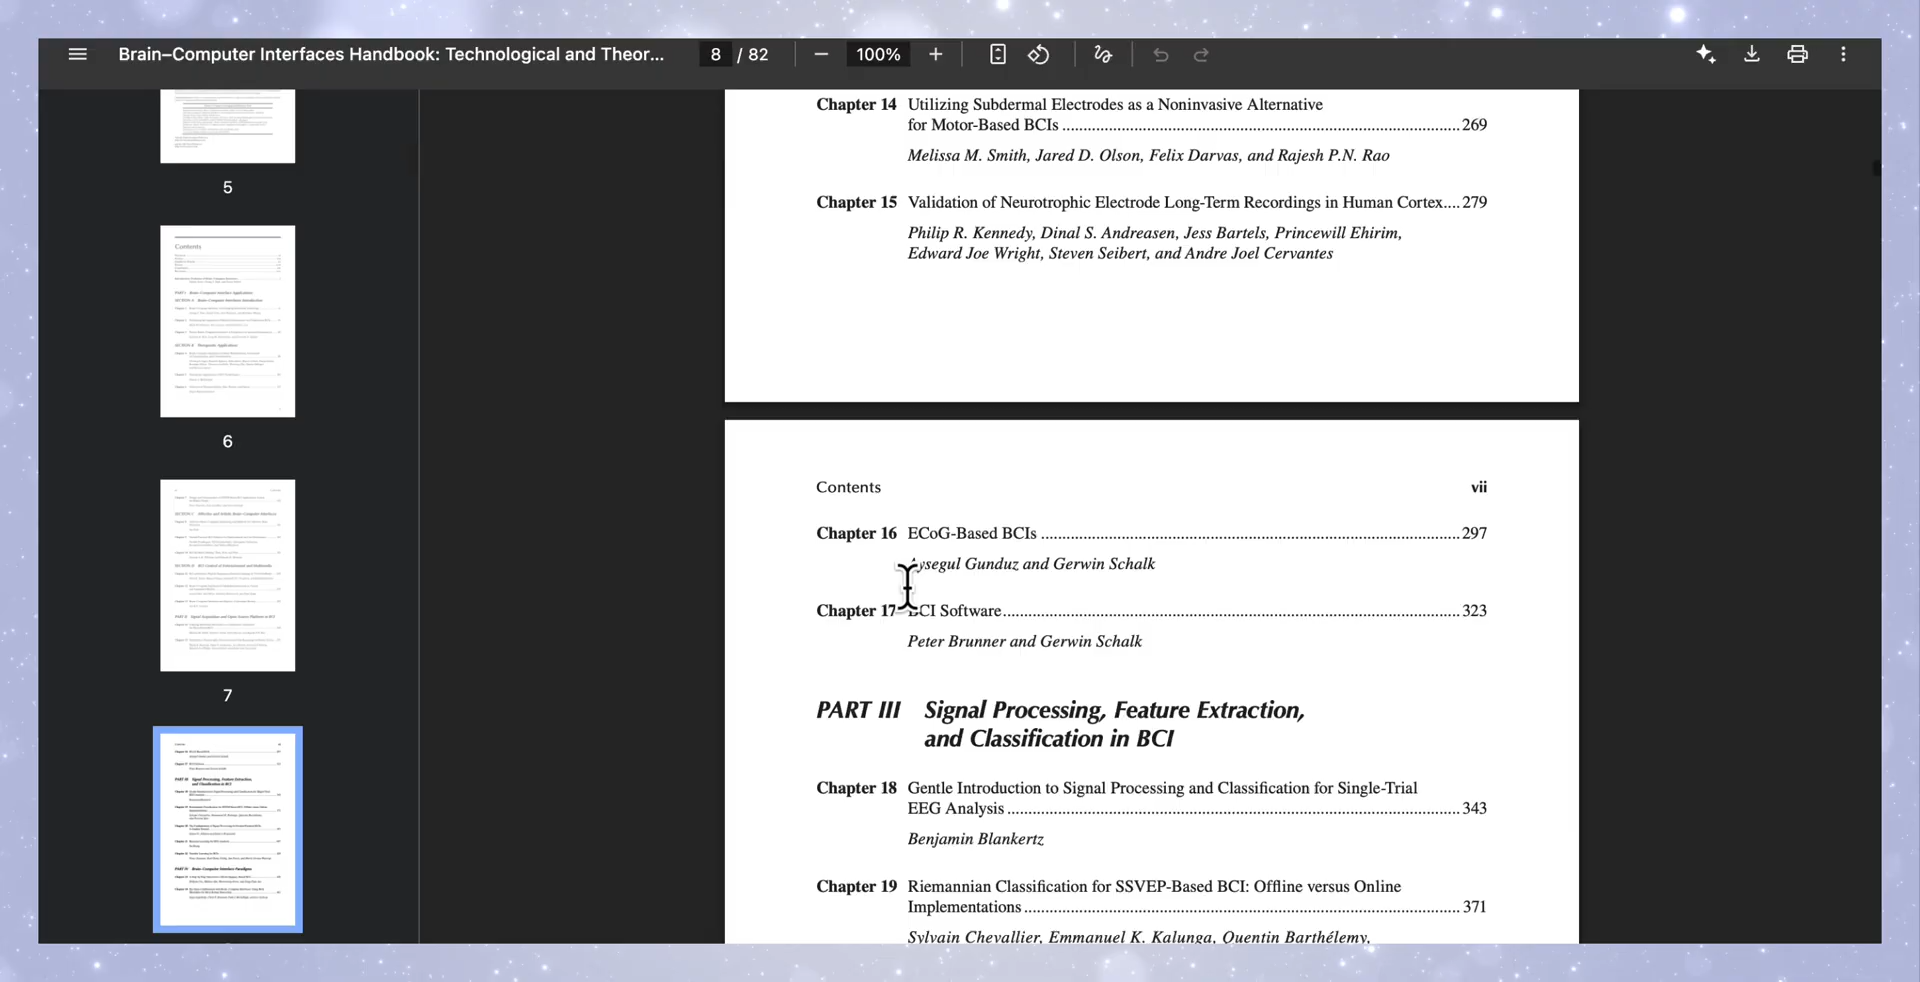 Brain–Computer Interfaces Handbook: Technological and Theor...
8 / 82
100%
5
6
7
Contents
Chapter 14 Utilizing Subdermal Electrodes as a Noninvasive Alternative
for Motor-Based BCIs ........ 269
Melissa M. Smith, Jared D. Olson, Felix Darvas, and Rajesh P.N. Rao
Chapter 15 Validation of Neurotrophic Electrode Long-Term Recordings in Human Cortex.... 279
Philip R. Kennedy, Dinal S. Andreasen, Jess Bartels, Princewill Ehirim,
Edward Joe Wright, Steven Seibert, and Andre Joel Cervantes
Contents vii
Chapter 16 ECoG-Based BCIs ........ 297
Gunduz and Gerwin Schalk
Chapter 17 BCI Software ........ 323
Peter Brunner and Gerwin Schalk
PART III Signal Processing, Feature Extraction,
and Classification in BCI
Chapter 18 Gentle Introduction to Signal Processing and Classification for Single-Trial
EEG Analysis ........ 343
Benjamin Blankertz
Chapter 19 Riemannian Classification for SSVEP-Based BCI: Offline versus Online
Implementations ........ 371
Sylvain Chevallier, Emmanuel K. Kalunga, Quentin Barthélemy,